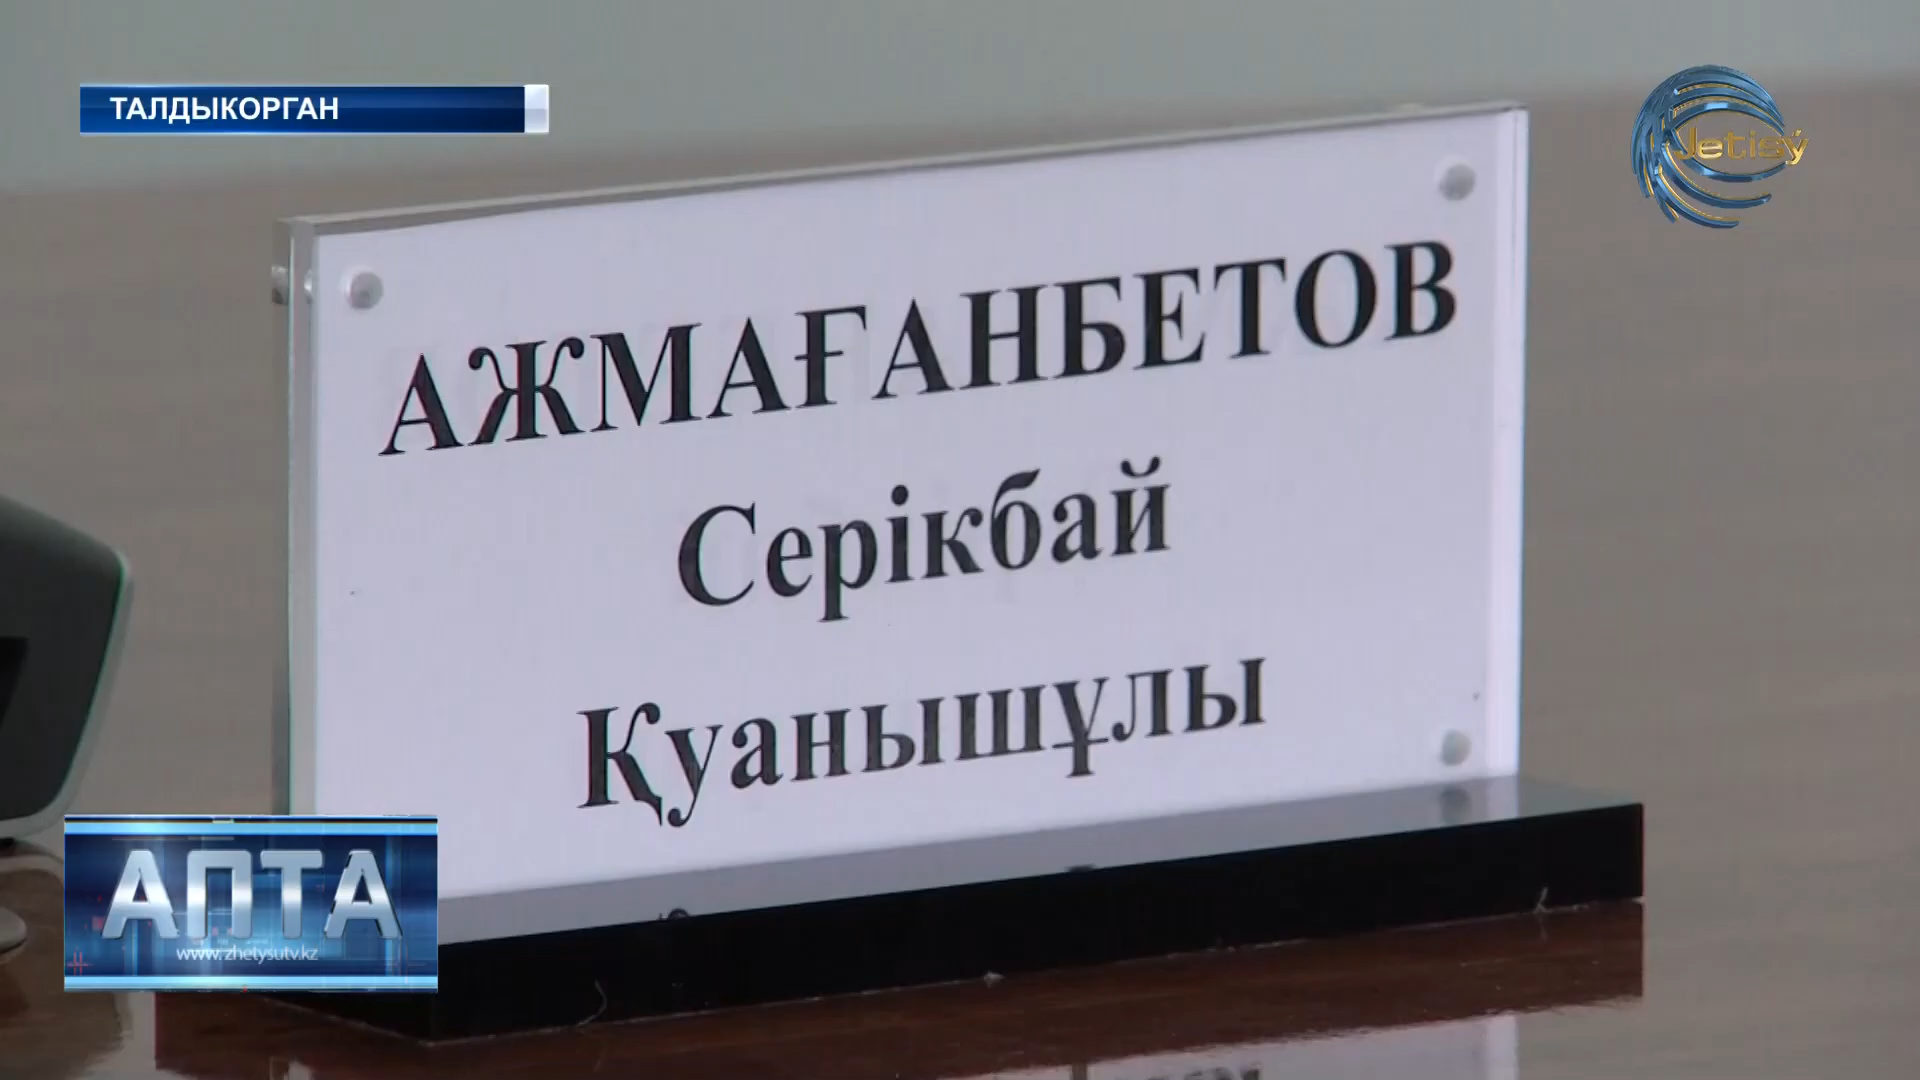 ТАЛДЫКОРГАН
Jetisý
АЖМАҒАНБЕТОВ
Серікбай
Қуанышұлы
АПТА
www.zhetysutv.kz